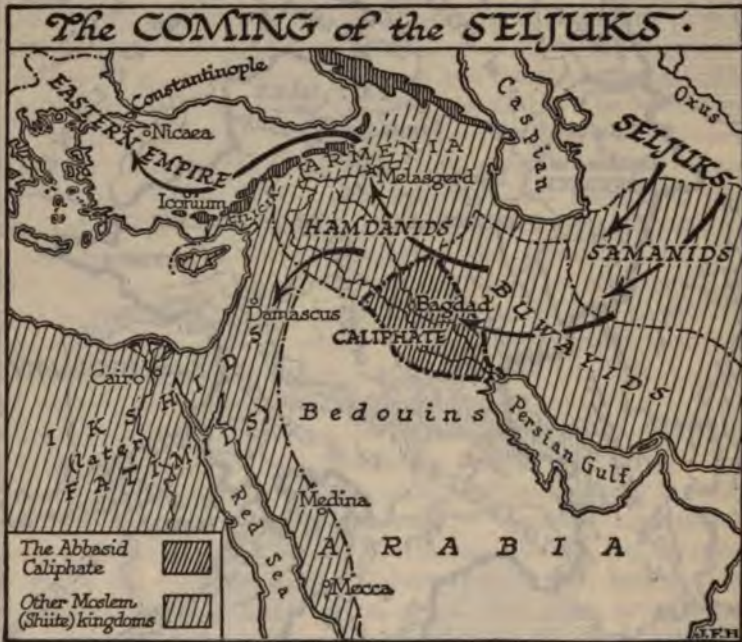 The COMING of the SELJUKS.
Constantinople
Nicaea
EASTERN EMPIRE
Iconium
CILICIA
ARMENIA
Melasgerd
Caspian
Oxus
SELJUKS
SAMANIDS
HAMDANIDS
BUWAYIDS
Bagdad
CALIPHATE
Damascus
Cairo
IKSHIDS
(later
FATIMIDS)
Bedouins
Persian Gulf
Red Sea
Medina
Mecca
ARABIA
The Abbasid
Caliphate
Other Moslem
(Shiite) kingdoms
J.F.H.